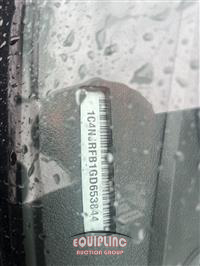 1C4NJRFB1GD653844
EQUIPLINC
AUCTION GROUP